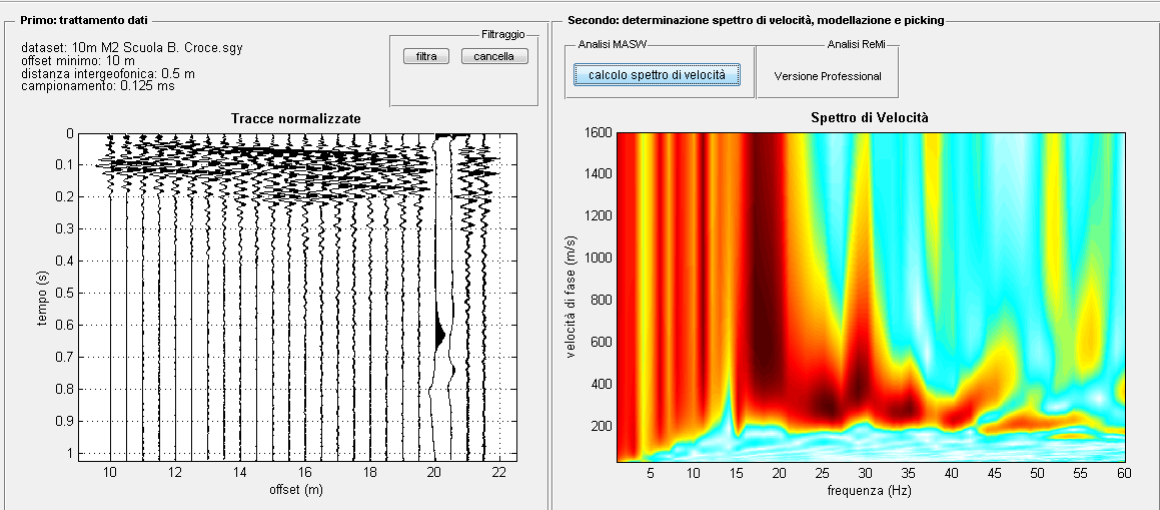 Primo: trattamento dati
dataset: 10m M2 Scuola B. Croce.sgy
offset minimo: 10 m
distanza intergeofonica: 0.5 m
campionamento: 0.125 ms
Filtraggio
filtra
cancella
Tracce normalizzate
0
0.1
0.2
0.3
0.4
0.5
0.6
0.7
0.8
0.9
1
tempo (s)
10 12 14 16 18 20 22
offset (m)
Secondo: determinazione spettro di velocità, modellazione e picking
Analisi MASW
calcolo spettro di velocità
Analisi ReMi
Versione Professional
Spettro di Velocità
1600
1400
1200
1000
800
600
400
200
velocità di fase (m/s)
5 10 15 20 25 30 35 40 45 50 55 60
frequenza (Hz)